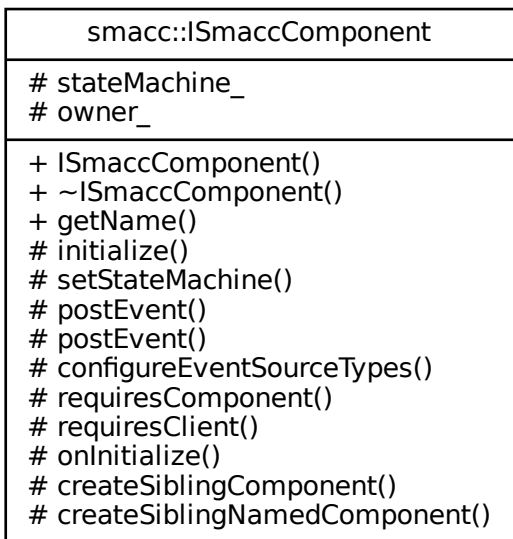 smacc::ISmaccComponent
# stateMachine_
# owner_
+ ISmaccComponent()
+ ~ISmaccComponent()
+ getName()
# initialize()
# setStateMachine()
# postEvent()
# postEvent()
# configureEventSourceTypes()
# requiresComponent()
# requiresClient()
# onInitialize()
# createSiblingComponent()
# createSiblingNamedComponent()